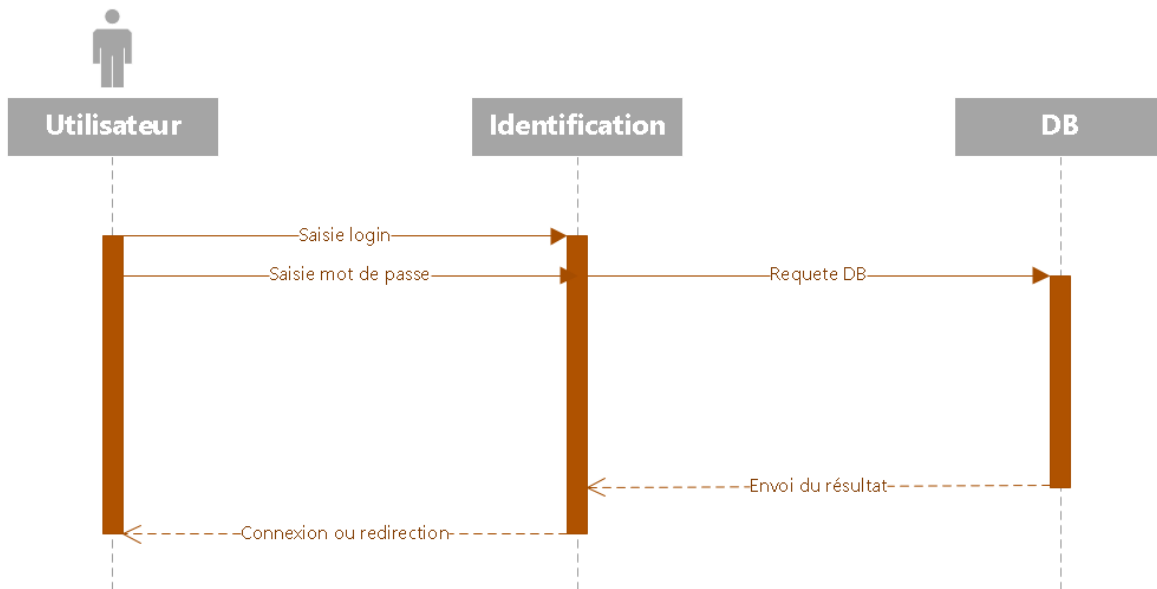 Utilisateur
Identification
DB
Saisie login
Saisie mot de passe
Requete DB
Envoi du résultat
Connexion ou redirection